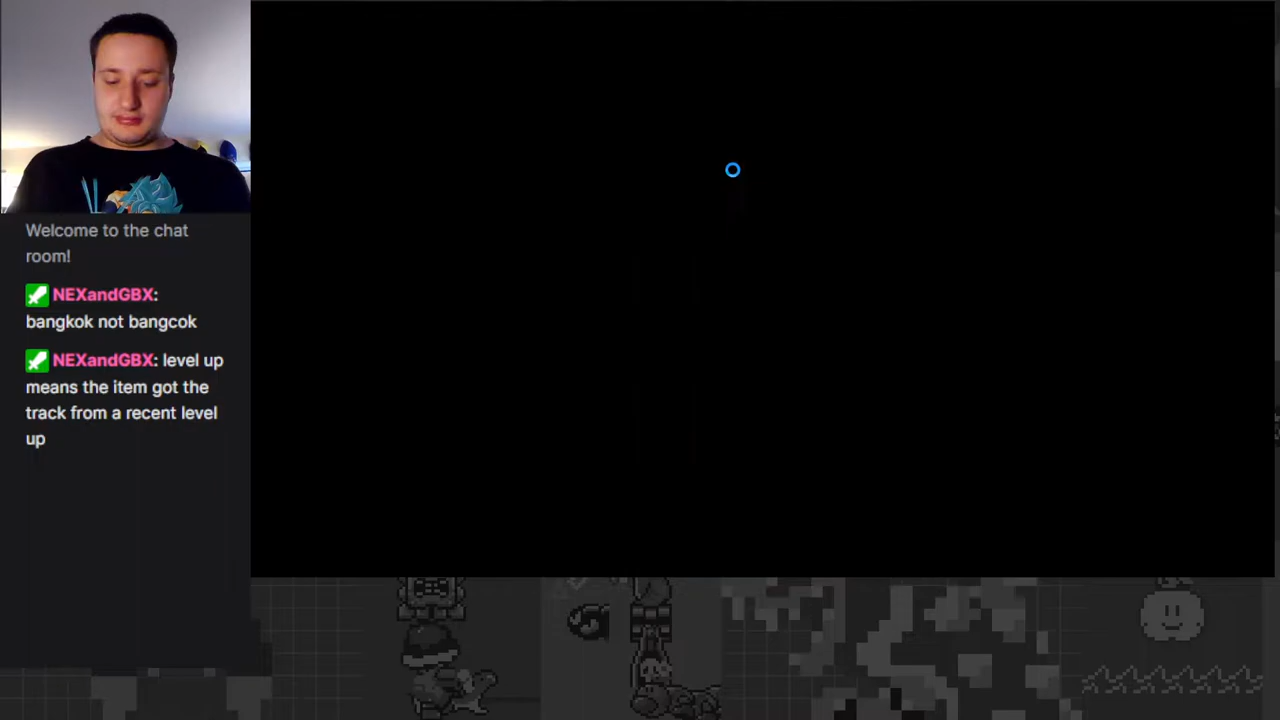 Welcome to the chat
room!
NEXandGBX:
bangkok not bangcok
NEXandGBX: level up
means the item got the
track from a recent level
up